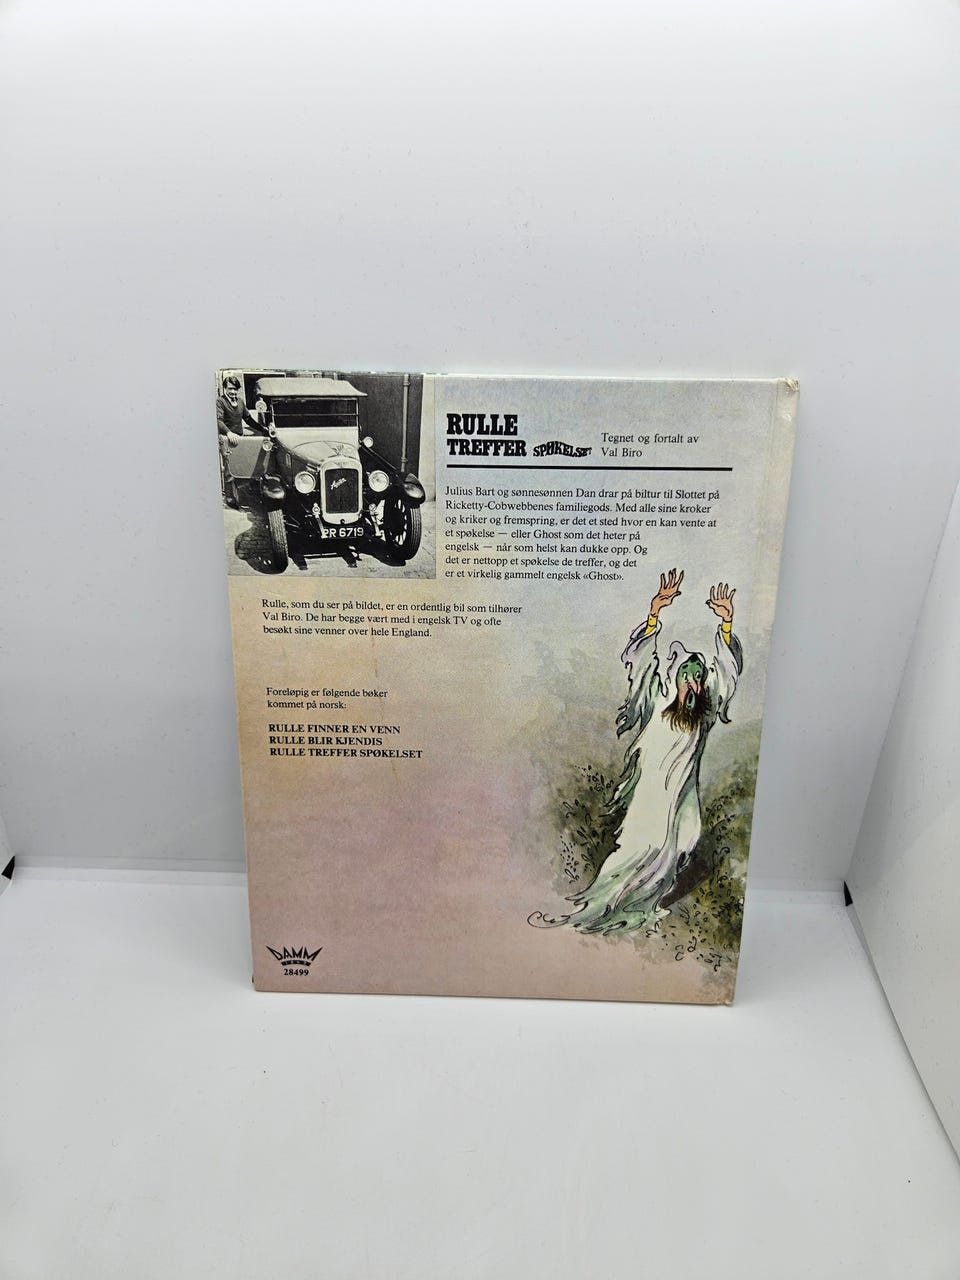 RULLE
TREFFER SPØKELSET
Tegnet og fortalt av
Val Biro
Julius Bart og sønnesønnen Dan drar på biltur til Slottet på
Ricketty-Cobwebbenes familiegods. Med alle sine kroker
og kriker og fremspring, er det et sted hvor en kan vente at
et spøkelse — eller Ghost som det heter på
engelsk — når som helst kan dukke opp. Og
det er nettopp et spøkelse de treffer, og det
er et virkelig gammelt engelsk «Ghost».
Austin
PR 6719
Rulle, som du ser på bildet, er en ordentlig bil som tilhører
Val Biro. De har begge vært med i engelsk TV og ofte
besøkt sine venner over hele England.
Foreløpig er følgende bøker
kommet på norsk:
RULLE FINNER EN VENN
RULLE BLIR KJENDIS
RULLE TREFFER SPØKELSET
DAMM
28499